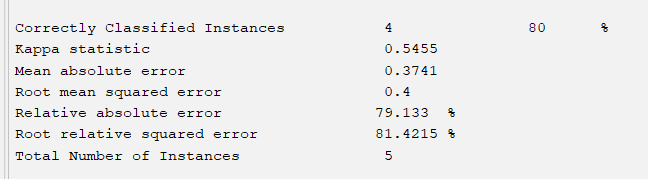 Correctly Classified Instances 4 80 %
Kappa statistic 0.5455
Mean absolute error 0.3741
Root mean squared error 0.4
Relative absolute error 79.133 %
Root relative squared error 81.4215 %
Total Number of Instances 5